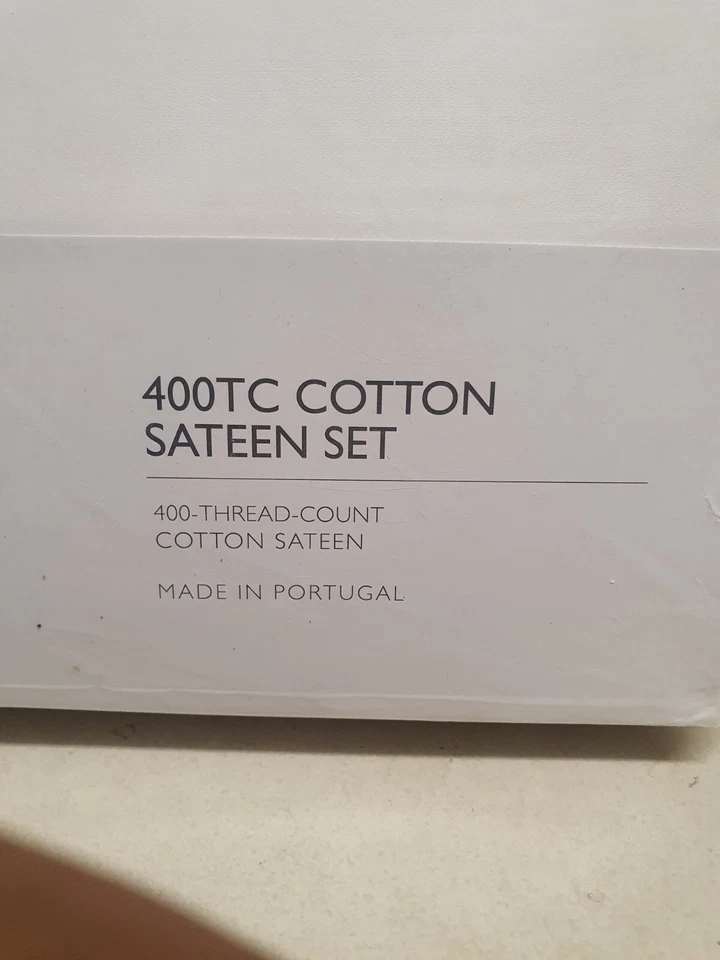 400TC COTTON
SATEEN SET
400-THREAD-COUNT
COTTON SATEEN
MADE IN PORTUGAL